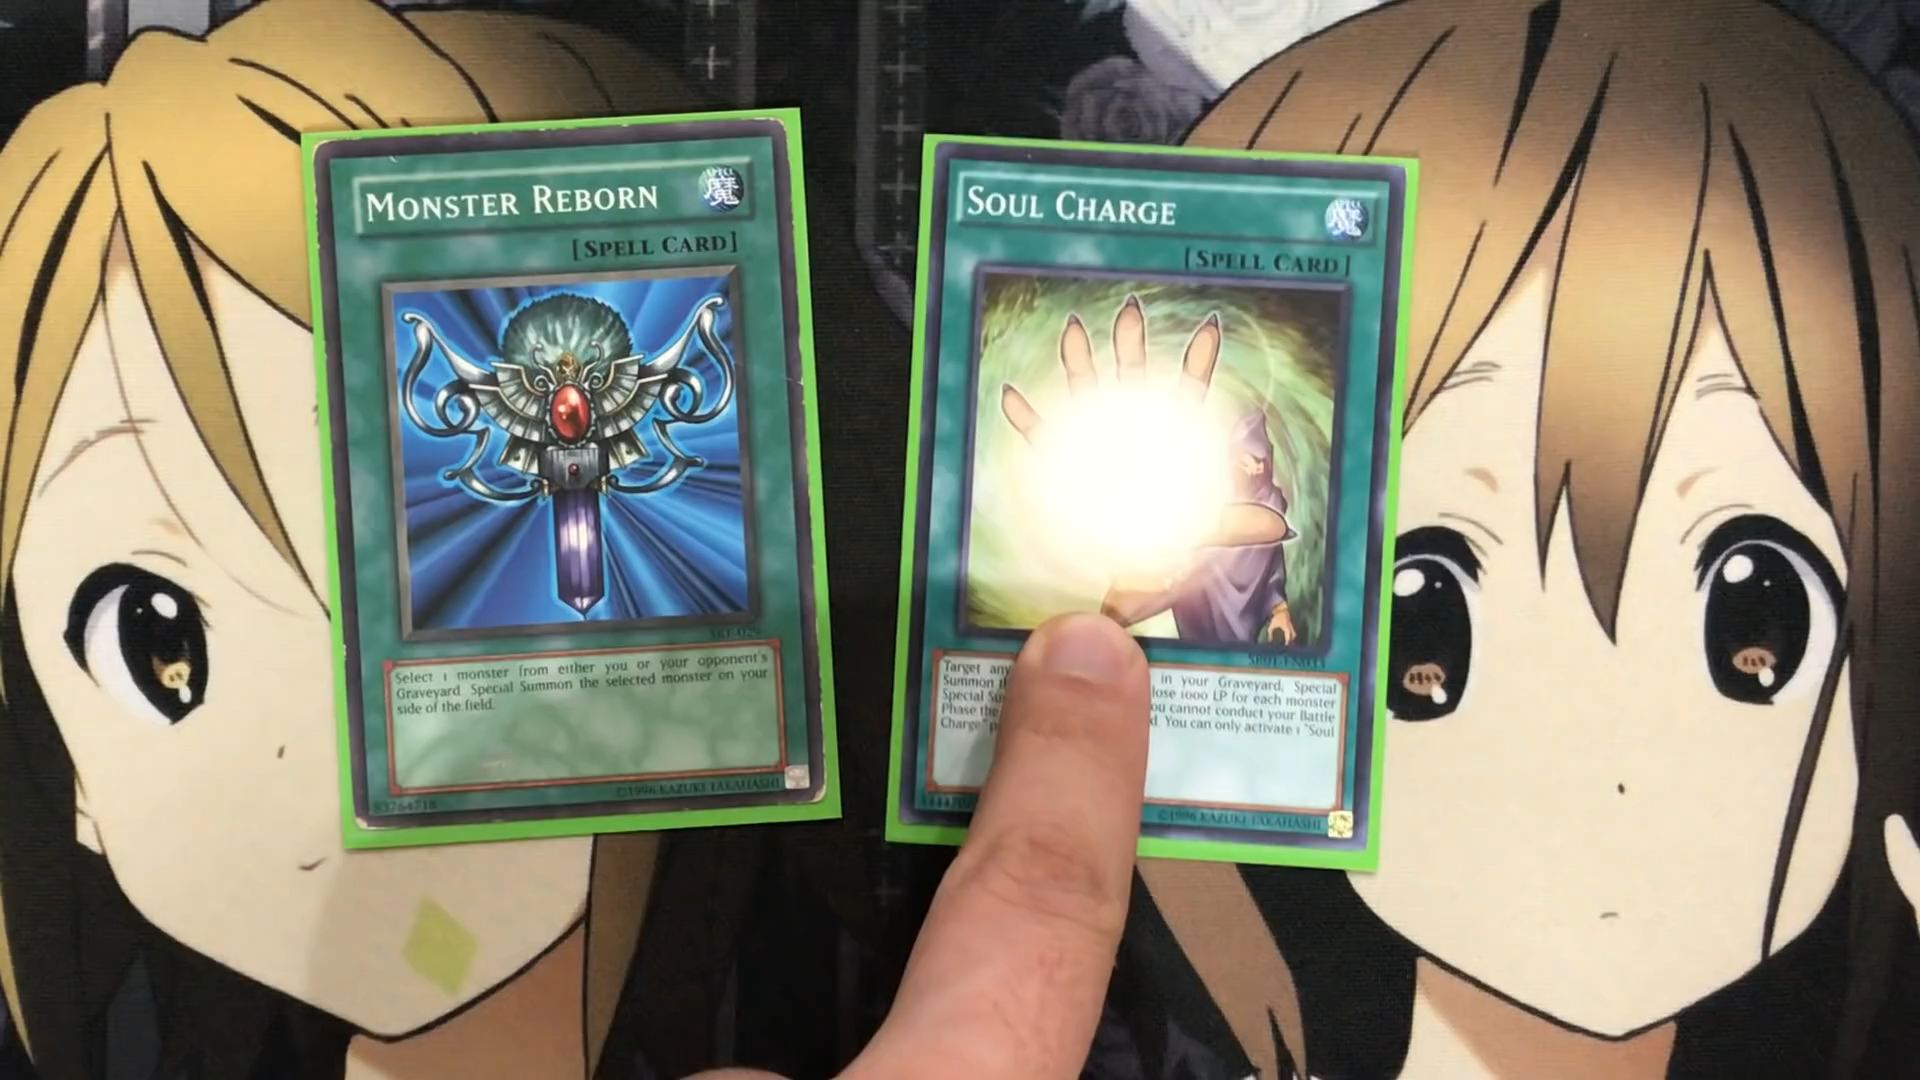 MONSTER REBORN
[SPELL CARD]
Select 1 monster from either you or your opponent's
Graveyard. Special Summon the selected monster on your
side of the field.
83764718
©1996 KAZUKI TAKAHASHI
SOUL CHARGE
[SPELL CARD]
Target any in your Graveyard; Special
Summon lose 1000 LP for each monster
Special cannot conduct your Battle
Phase the You can only activate 1 "Soul
Charge"
©1996 KAZUKI TAKAHASHI